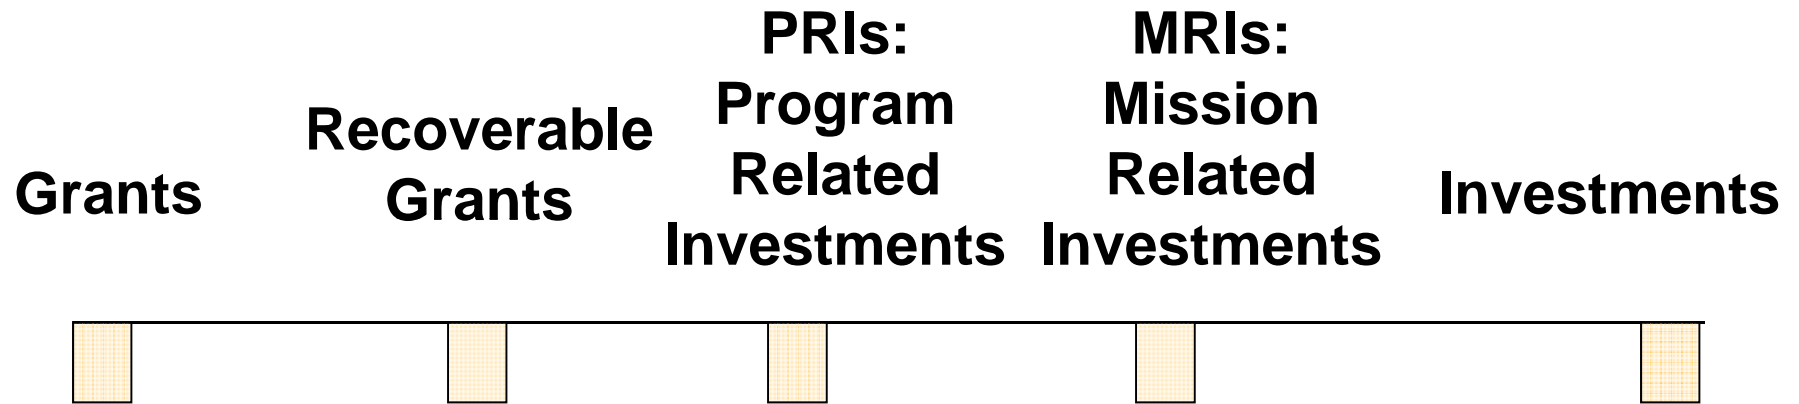 Grants
Recoverable
Grants
PRIs:
Program
Related
Investments
MRIs:
Mission
Related
Investments
Investments